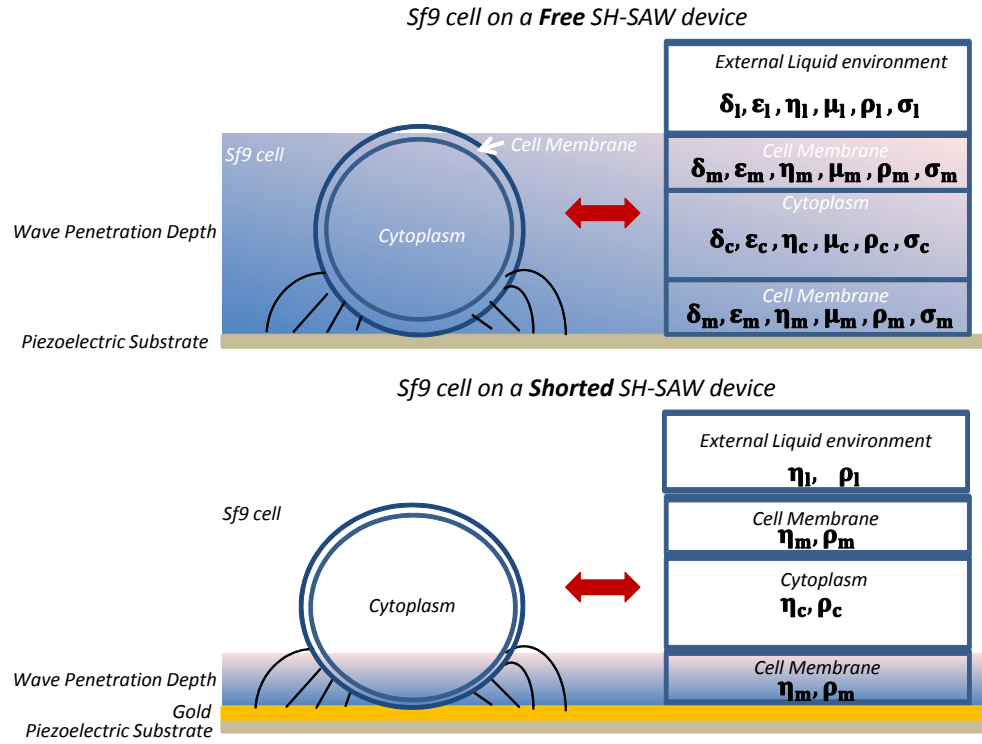 Sf9 cell on a Free SH-SAW device
External Liquid environment
δl, εl, ηl, μl, ρl, σl
Sf9 cell
Cell Membrane
Cell Membrane
δm, εm, ηm, μm, ρm, σm
Cytoplasm
Cytoplasm
δc, εc, ηc, μc, ρc, σc
Wave Penetration Depth
Cell Membrane
δm, εm, ηm, μm, ρm, σm
Piezoelectric Substrate
Sf9 cell on a Shorted SH-SAW device
External Liquid environment
ηl, ρl
Sf9 cell
Cell Membrane
ηm, ρm
Cytoplasm
Cytoplasm
ηc, ρc
Wave Penetration Depth
Cell Membrane
ηm, ρm
Gold
Piezoelectric Substrate